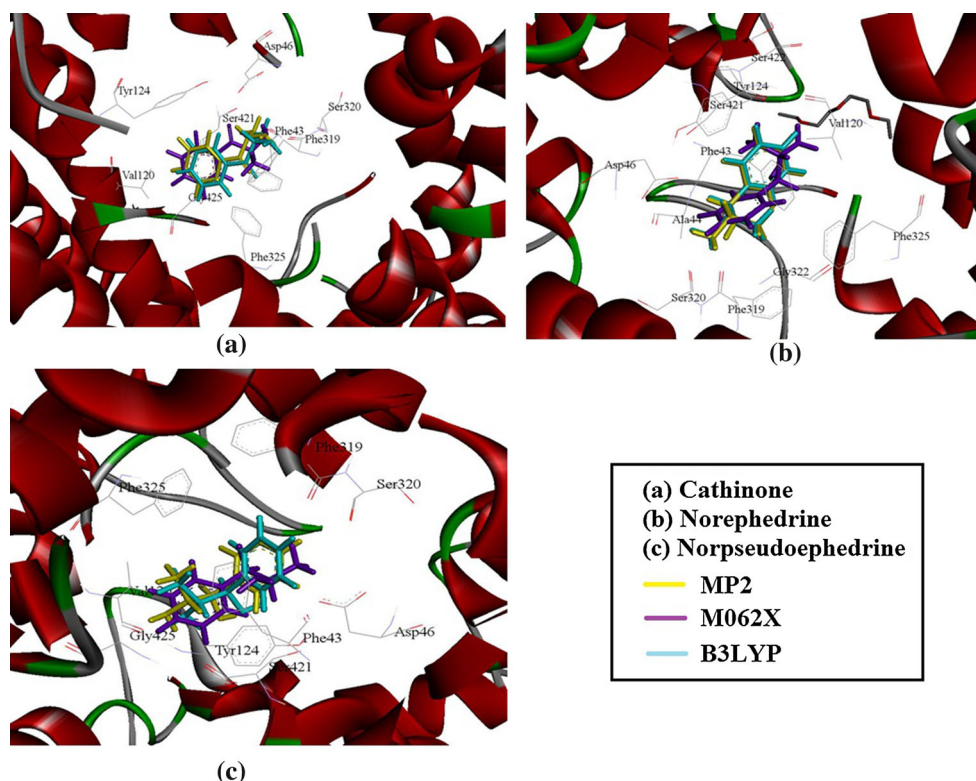 Asp46
Tyr124
Ser320
Ser421
Phe43
Phe319
Val120
Phe325
(a)
Ser422
Tyr124
Ser421
Val120
Phe43
Asp46
Ala44
Phe325
Gly322
Ser320
Phe319
(b)
Phe319
Phe325
Ser320
Gly425
Tyr124
Phe43
Asp46
Ser421
(c)
(a) Cathinone
(b) Norephedrine
(c) Norpseudoephedrine
MP2
M062X
B3LYP